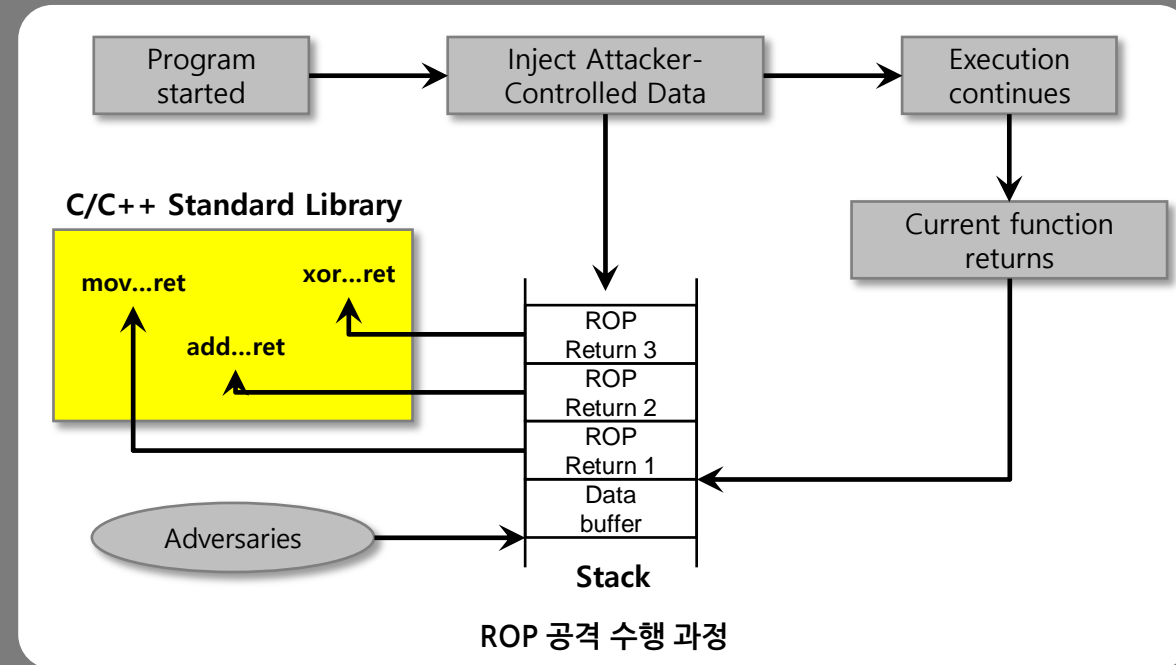 Program
started
Inject Attacker-
Controlled Data
Execution
continues
C/C++ Standard Library
Current function
returns
mov...ret
xor...ret
add...ret
ROP
Return 3
ROP
Return 2
ROP
Return 1
Data
buffer
Adversaries
Stack
ROP 공격 수행 과정